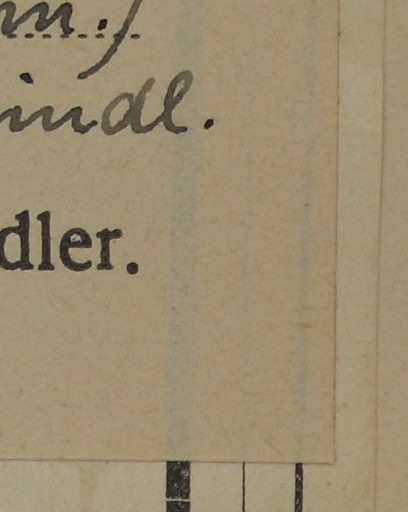 m.)
indl.
dler.